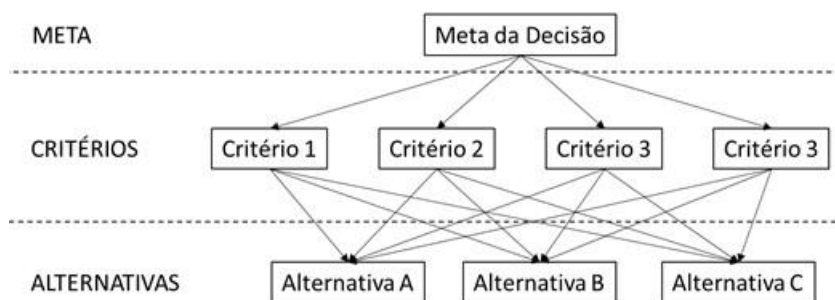 META
Meta da Decisão
CRITÉRIOS
Critério 1
Critério 2
Critério 3
Critério 3
ALTERNATIVAS
Alternativa A
Alternativa B
Alternativa C